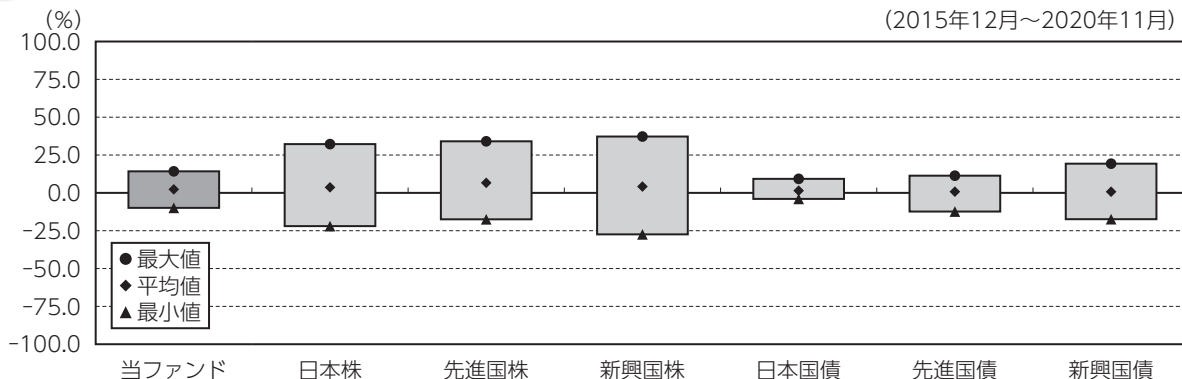 (%)
(2015年12月～2020年11月)
100.0
75.0
50.0
25.0
0.0
-25.0
-50.0
-75.0
-100.0
●最大値
◆平均値
▲最小値
当ファンド 日本株 先進国株 新興国株 日本国債 先進国債 新興国債